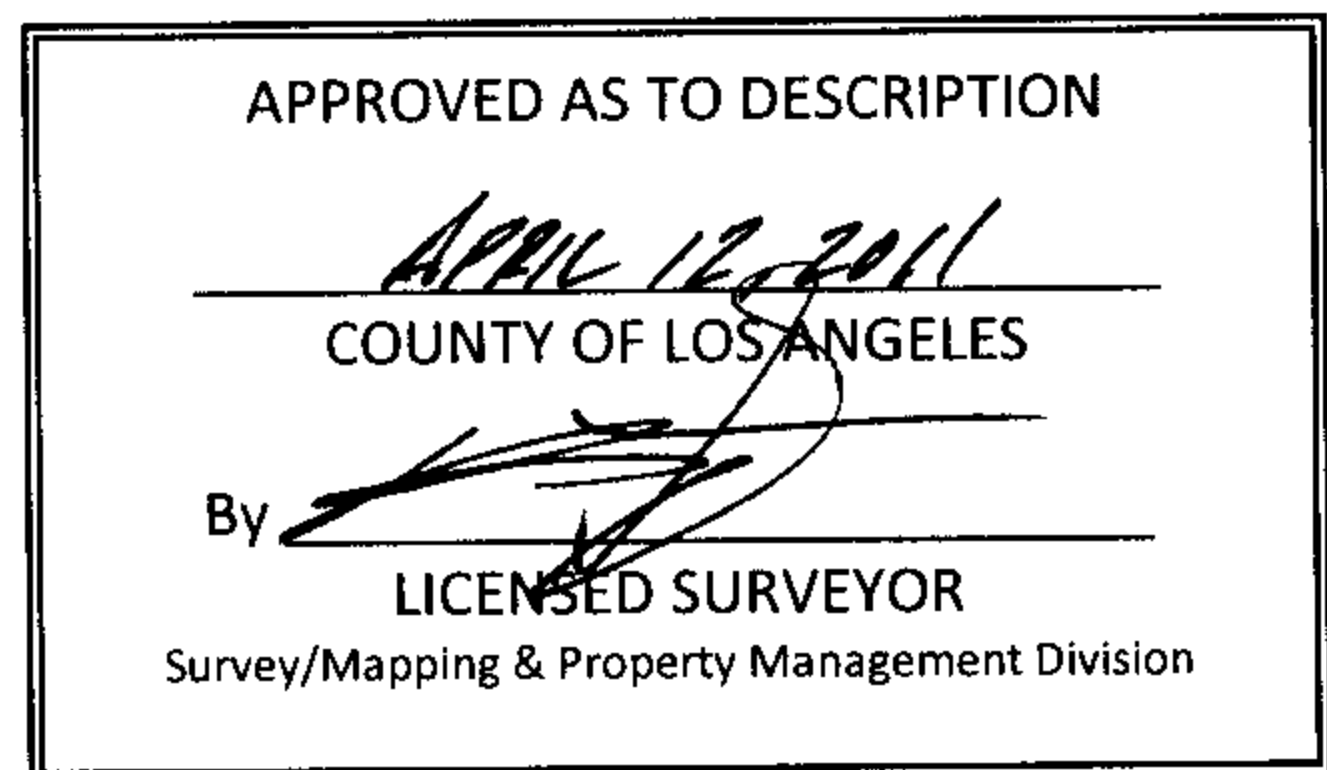 APPROVED AS TO DESCRIPTION
APRIL 12, 2011
COUNTY OF LOS ANGELES
By
LICENSED SURVEYOR
Survey/Mapping & Property Management Division